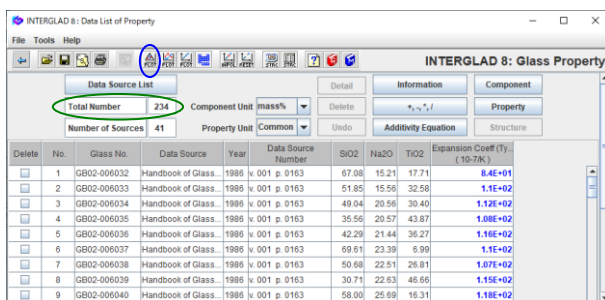 INTERGLAD 8: Data List of Property
File Tools Help
PLOT PLOT PLOT INPOL RESET STRC STRC
INTERGLAD 8: Glass Property
Data Source List Detail Information Component
Total Number 234 Component Unit mass% Delete +, -, *, / Property
Number of Sources 41 Property Unit Common Undo Additivity Equation Structure
Delete No. Glass No. Data Source Year Data Source Number SiO2 Na2O TiO2 Expansion Coeff (Ty... ( 10-7/K )
1 GB02-006032 Handbook of Glass... 1986 v. 001 p. 0163 67.08 15.21 17.71 8.4E+01
2 GB02-006033 Handbook of Glass... 1986 v. 001 p. 0163 51.85 15.56 32.58 1.1E+02
3 GB02-006034 Handbook of Glass... 1986 v. 001 p. 0163 49.04 20.56 30.40 1.12E+02
4 GB02-006035 Handbook of Glass... 1986 v. 001 p. 0163 35.56 20.57 43.87 1.08E+02
5 GB02-006036 Handbook of Glass... 1986 v. 001 p. 0163 42.29 21.44 36.27 1.16E+02
6 GB02-006037 Handbook of Glass... 1986 v. 001 p. 0163 69.61 23.39 6.99 1.1E+02
7 GB02-006038 Handbook of Glass... 1986 v. 001 p. 0163 50.68 22.51 26.81 1.07E+02
8 GB02-006039 Handbook of Glass... 1986 v. 001 p. 0163 30.71 22.63 46.66 1.15E+02
9 GB02-006040 Handbook of Glass... 1986 v. 001 p. 0163 58.00 25.69 16.31 1.18E+02